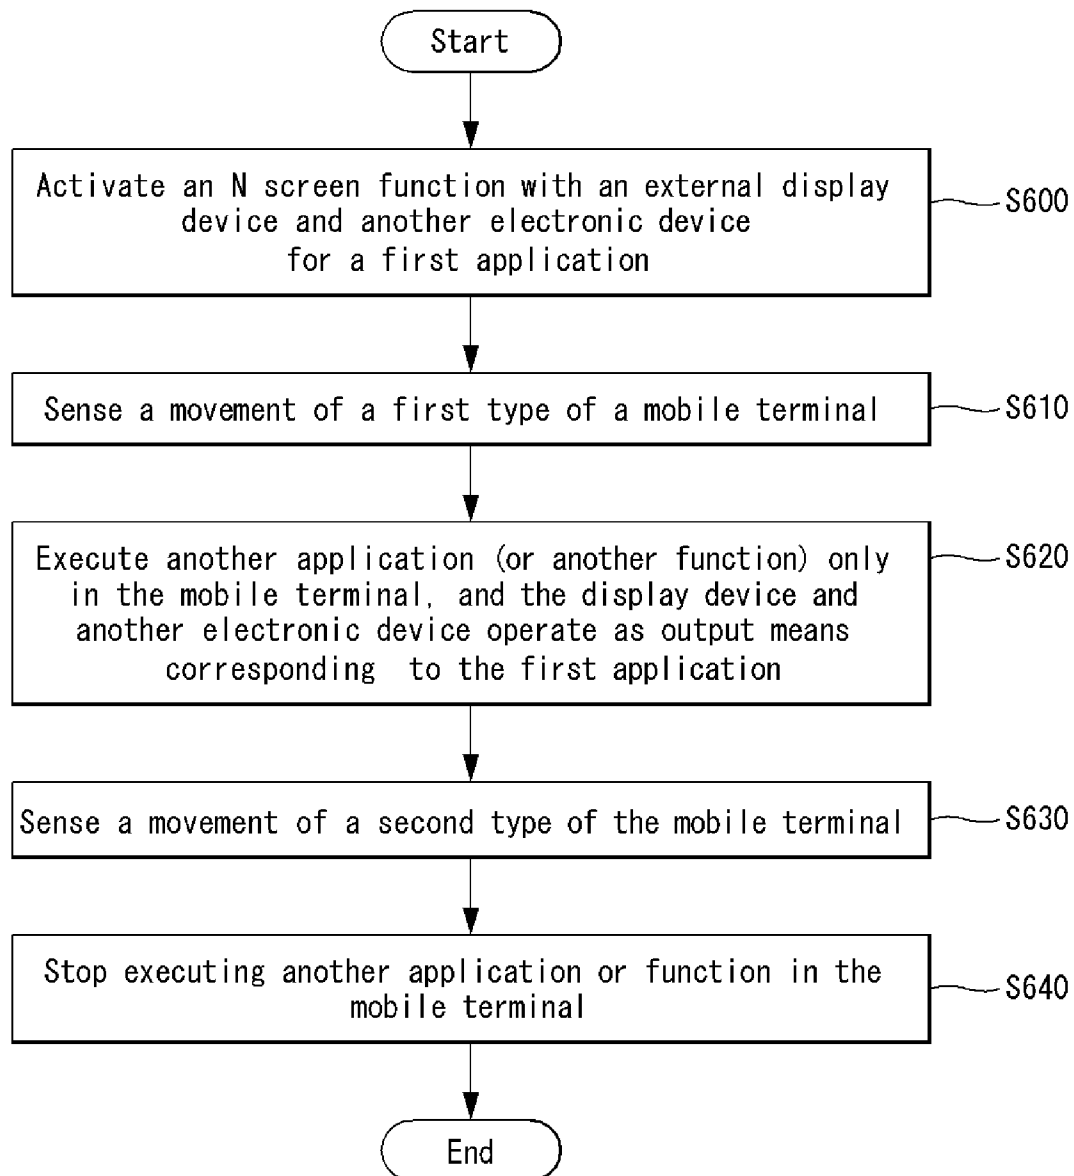 Start
Activate an N screen function with an external display
device and another electronic device
for a first application
S600
Sense a movement of a first type of a mobile terminal
S610
Execute another application (or another function) only
in the mobile terminal, and the display device and
another electronic device operate as output means
corresponding to the first application
S620
Sense a movement of a second type of the mobile terminal
S630
Stop executing another application or function in the
mobile terminal
S640
End